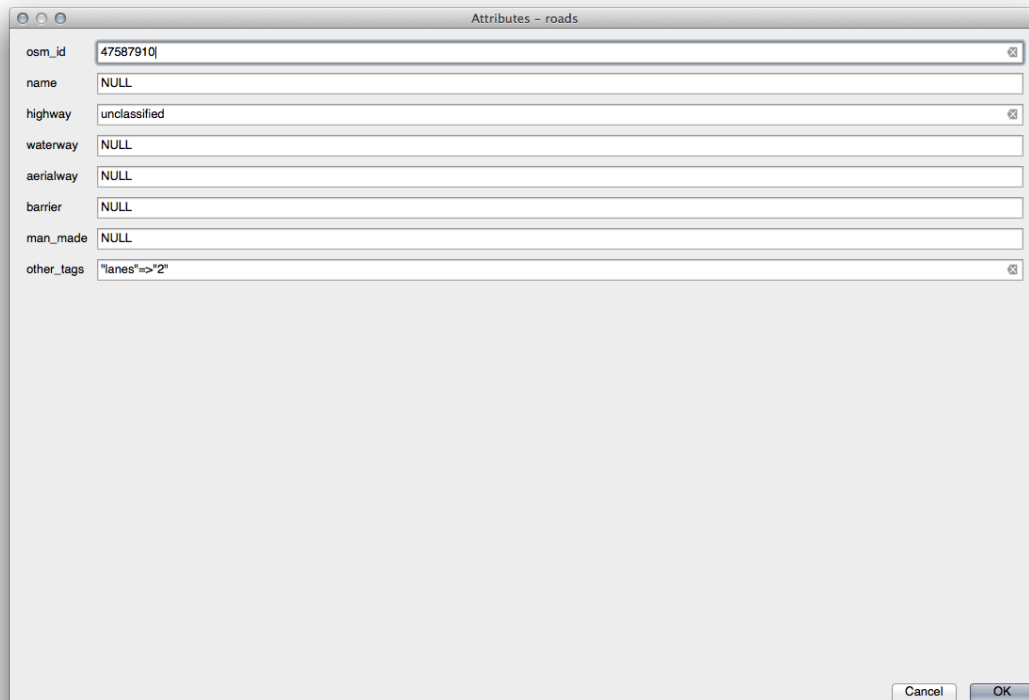 Attributes - roads
osm_id 47587910
name NULL
highway unclassified
waterway NULL
aerialway NULL
barrier NULL
man_made NULL
other_tags "lanes"=>"2"
Cancel OK